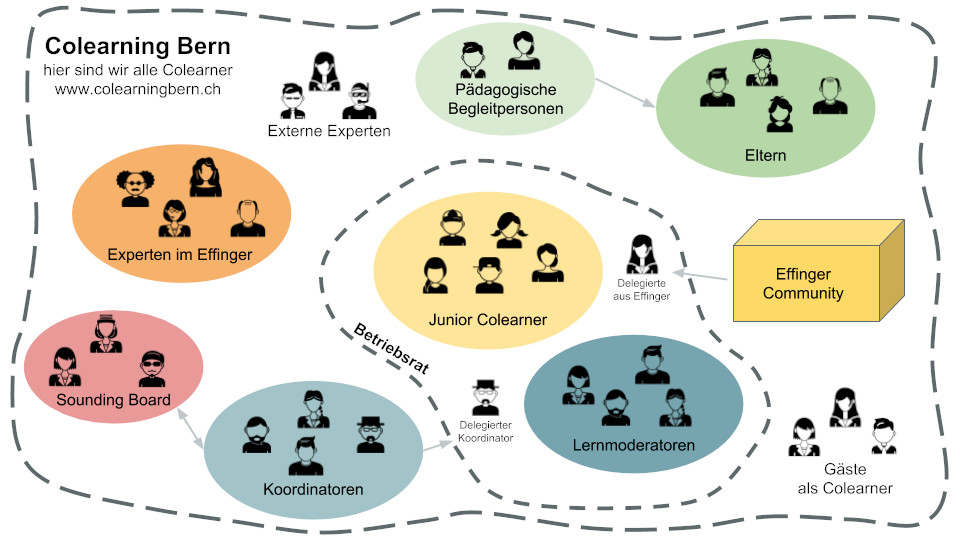 Colearning Bern
hier sind wir alle Colearner
www.colearningbern.ch
Externe Experten
Pädagogische
Begleitpersonen
Eltern
Experten im Effinger
Junior Colearner
Delegierte
aus Effinger
Effinger
Community
Betriebsrat
Sounding Board
Delegierter
Koordinator
Lernmoderatoren
Koordinatoren
Gäste
als Colearner